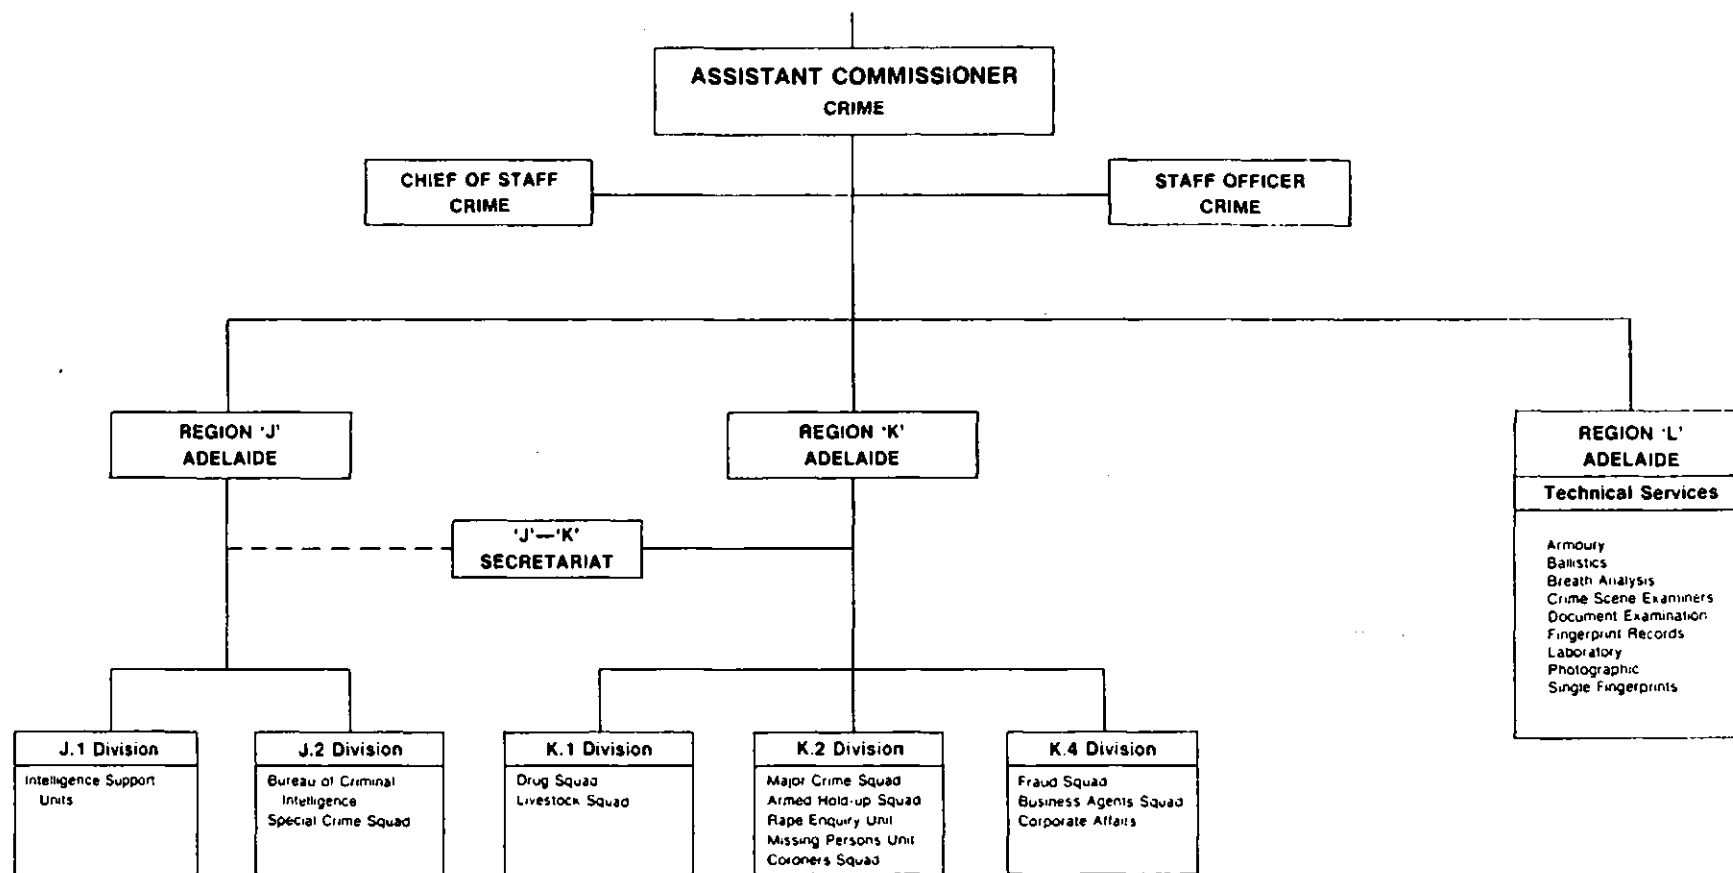 ASSISTANT COMMISSIONER
CRIME
CHIEF OF STAFF
CRIME
STAFF OFFICER
CRIME
REGION 'J'
ADELAIDE
REGION 'K'
ADELAIDE
REGION 'L'
ADELAIDE
Technical Services
Armoury
Ballistics
Breath Analysis
Crime Scene Examiners
Document Examination
Fingerprint Records
Laboratory
Photographic
Single Fingerprints
'J'—'K'
SECRETARIAT
J.1 Division
Intelligence Support
Units
J.2 Division
Bureau of Criminal
Intelligence
Special Crime Squad
K.1 Division
Drug Squad
Livestock Squad
K.2 Division
Major Crime Squad
Armed Hold-up Squad
Rape Enquiry Unit
Missing Persons Unit
Coroners Squad
K.4 Division
Fraud Squad
Business Agents Squad
Corporate Affairs